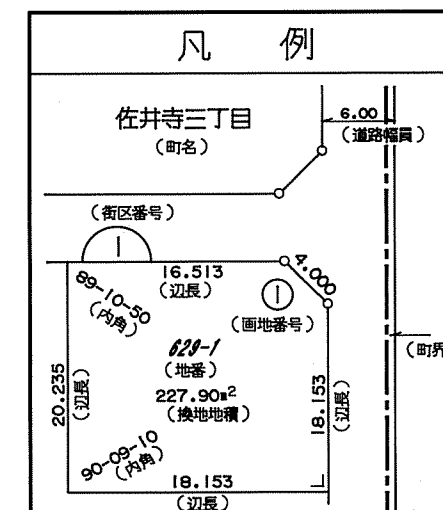 凡 例
佐井寺三丁目
(町名)
6.00
(道路幅員)
(街区番号)
1
16.513
(辺長)
4.000
1
(画地番号)
89-10-50
(内角)
629-1
(地番)
227.90m²
(換地地積)
20.235
(辺長)
18.153
(辺長)
(町界
90-09-10
(内角)
18.153
(辺長)